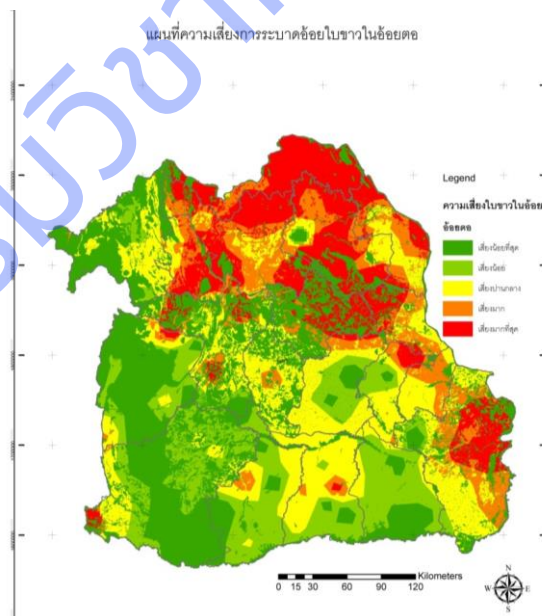 แผนที่ความเสี่ยงการระบาดอ้อยใบขาวในอ้อยตอ
Legend
ความเสี่ยงใบขาวในอ้อย
อ้อยตอ
เสี่ยงน้อยที่สุด
เสี่ยงน้อย
เสี่ยงปานกลาง
เสี่ยงมาก
เสี่ยงมากที่สุด
Kilometers
0 15 30 60 90 120
N
W E
S